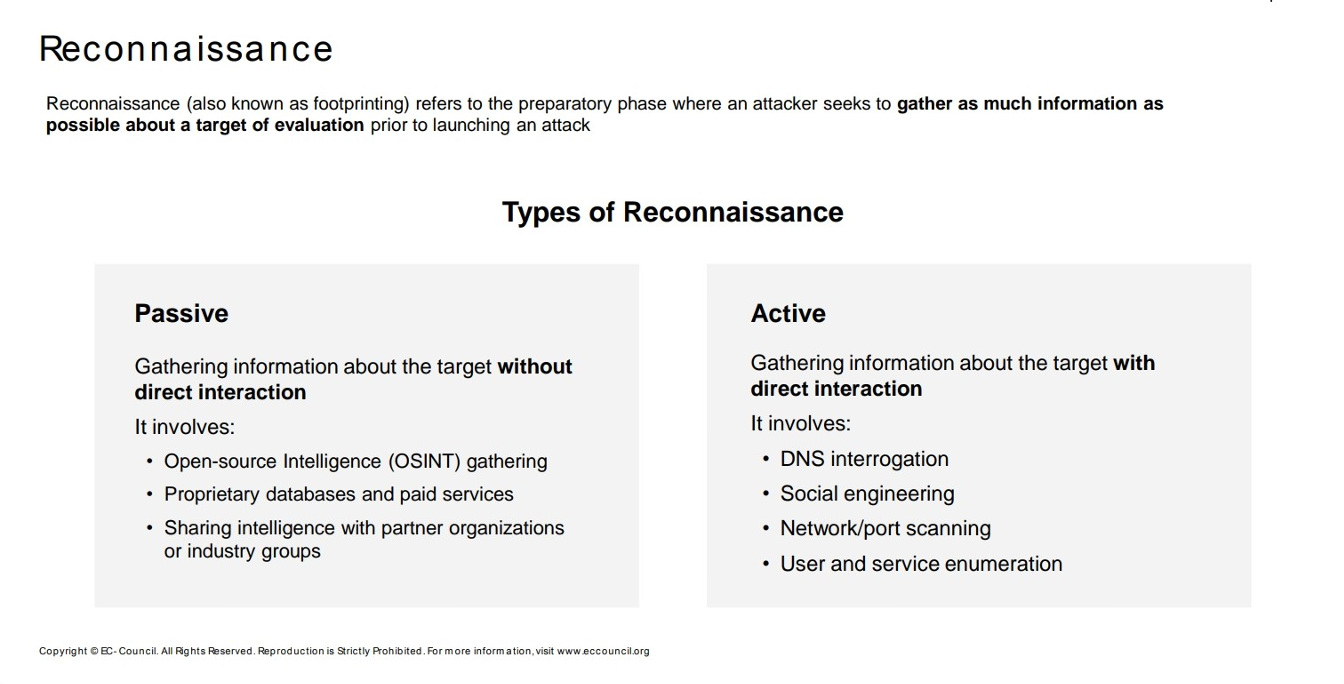 Reconnaissance
Reconnaissance (also known as footprinting) refers to the preparatory phase where an attacker seeks to gather as much information as
possible about a target of evaluation prior to launching an attack
Types of Reconnaissance
Passive
Gathering information about the target without
direct interaction
It involves:
• Open-source Intelligence (OSINT) gathering
• Proprietary databases and paid services
• Sharing intelligence with partner organizations
or industry groups
Active
Gathering information about the target with
direct interaction
It involves:
• DNS interrogation
• Social engineering
• Network/port scanning
• User and service enumeration
Copyright © EC-Council. All Rights Reserved. Reproduction is Strictly Prohibited. For more information, visit www.eccouncil.org